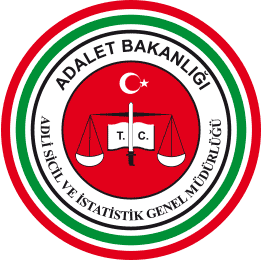 ADALET BAKANLIĞI
T. C.
ADLİ SİCİL VE İSTATİSTİK GENEL MÜDÜRLÜĞÜ